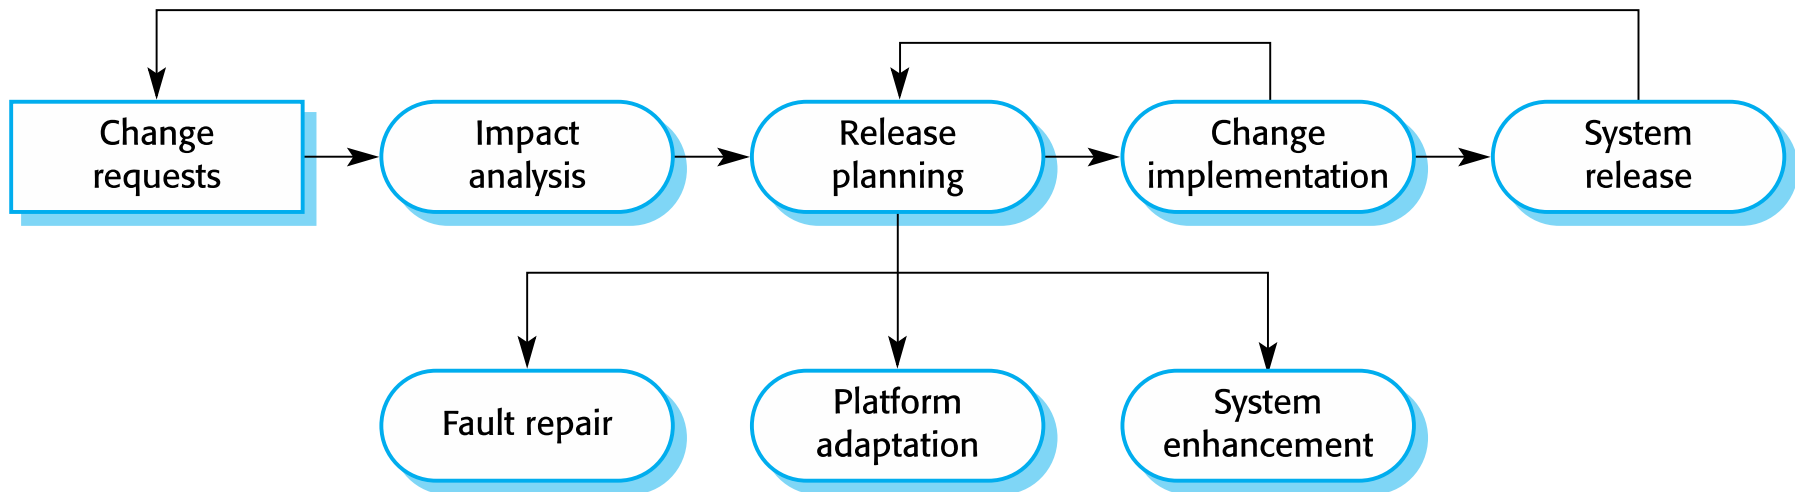 Change
requests
Impact
analysis
Release
planning
Change
implementation
System
release
Fault repair
Platform
adaptation
System
enhancement